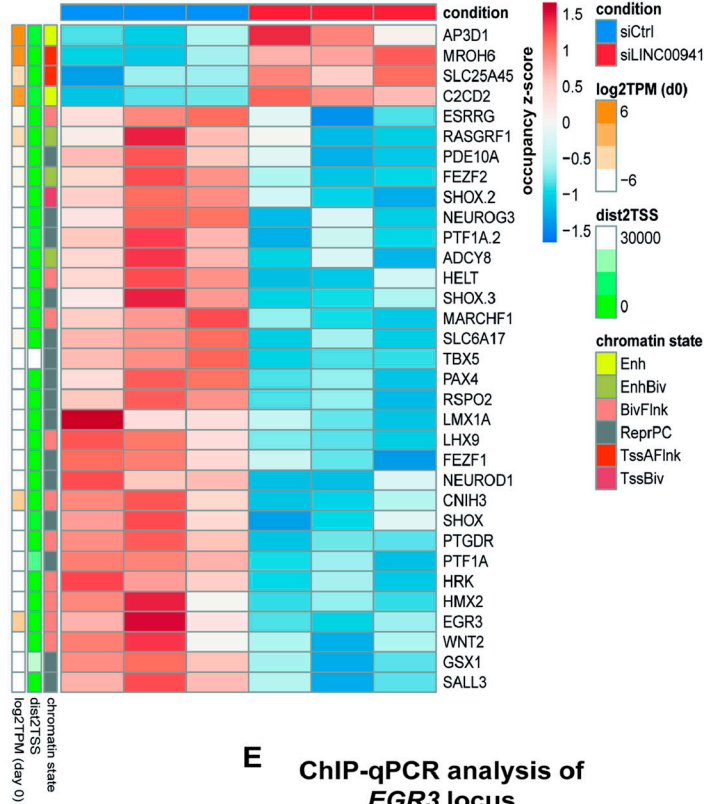 condition
AP3D1
MROH6
SLC25A45
C2CD2
ESRRG
RASGRF1
PDE10A
FEZF2
SHOX.2
NEUROG3
PTF1A.2
ADCY8
HELT
SHOX.3
MARCHF1
SLC6A17
TBX5
PAX4
RSPO2
LMX1A
LHX9
FEZF1
NEUROD1
CNIH3
SHOX
PTGDR
PTF1A
HRK
HMX2
EGR3
WNT2
GSX1
SALL3
log2TPM (day 0)
dist2TSS
chromatin state
occupancy z-score
1.5
1
0.5
0
−0.5
−1
−1.5
condition
siCtrl
siLINC00941
log2TPM (d0)
6
−6
dist2TSS
30000
0
chromatin state
Enh
EnhBiv
BivFlnk
ReprPC
TssAFlnk
TssBiv
E
ChIP-qPCR analysis of
EGR3 locus